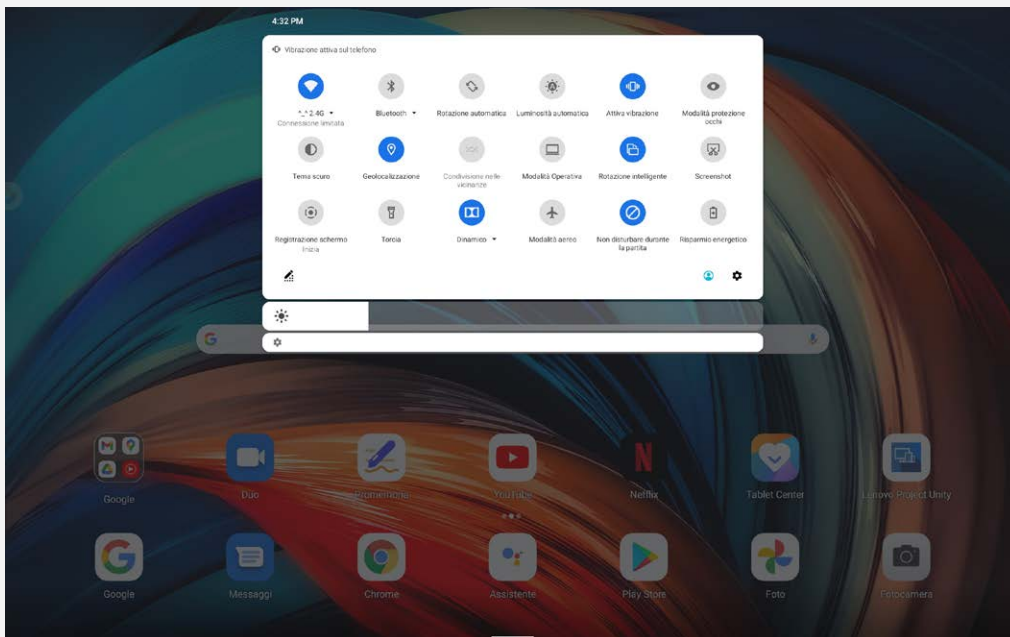 4:32 PM
Vibrazione attiva sul telefono
*_* 2.4G
Connessione limitata
Bluetooth
Rotazione automatica
Luminosità automatica
Attiva vibrazione
Modalità protezione
occhi
Tema scuro
Geolocalizzazione
Condivisione nelle
vicinanze
Modalità Operativa
Rotazione intelligente
Screenshot
Registrazione schermo
Inizia
Torcia
Dinamico
Modalità aereo
Non disturbare durante
la partita
Risparmio energetico
Google
Duo
Promemoria
YouTube
Netflix
Tablet Center
Lenovo Project Unity
Google
Messaggi
Chrome
Assistente
Play Store
Foto
Fotocamera